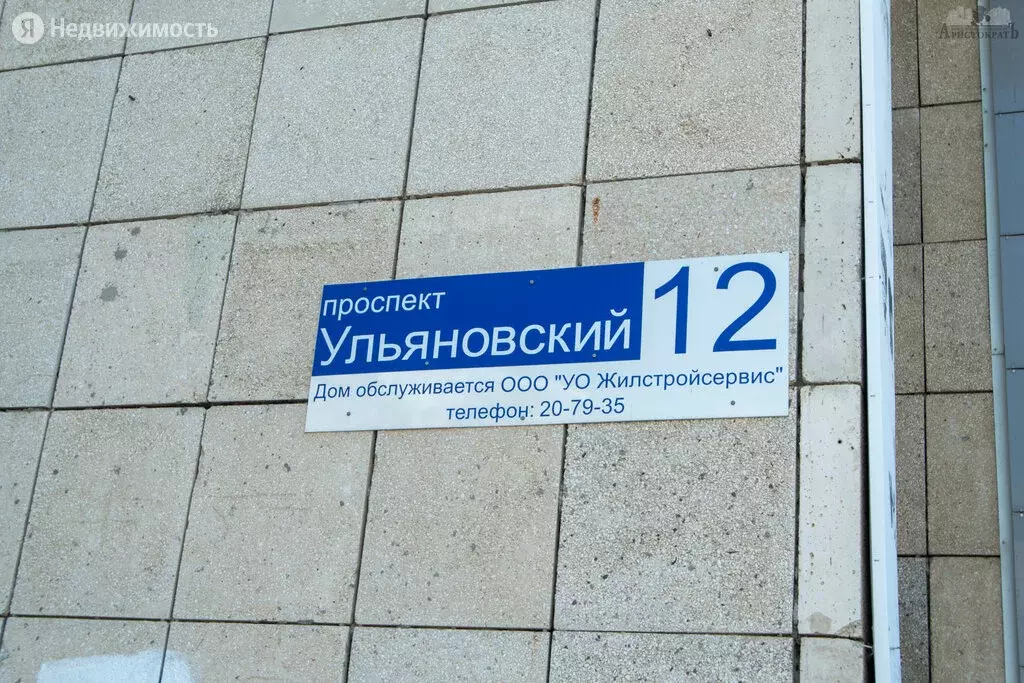 Я Недвижимость
Аристократъ
проспект
Ульяновский 12
Дом обслуживается ООО "УО Жилстройсервис"
телефон: 20-79-35